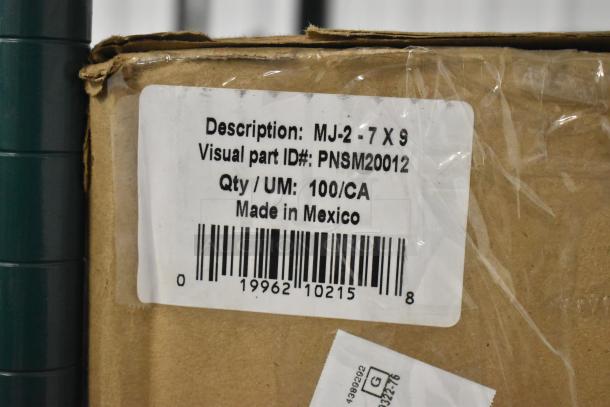 Description: MJ-2 - 7 X 9
Visual part ID#: PNSM20012
Qty / UM: 100/CA
Made in Mexico
0 19962 10215 8
4389292
G